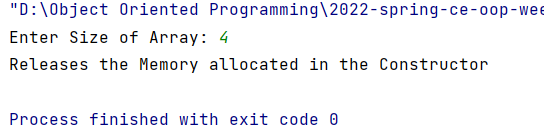 "D:\Object Oriented Programming\2022-spring-ce-oop-wee
Enter Size of Array: 4
Releases the Memory allocated in the Constructor
Process finished with exit code 0